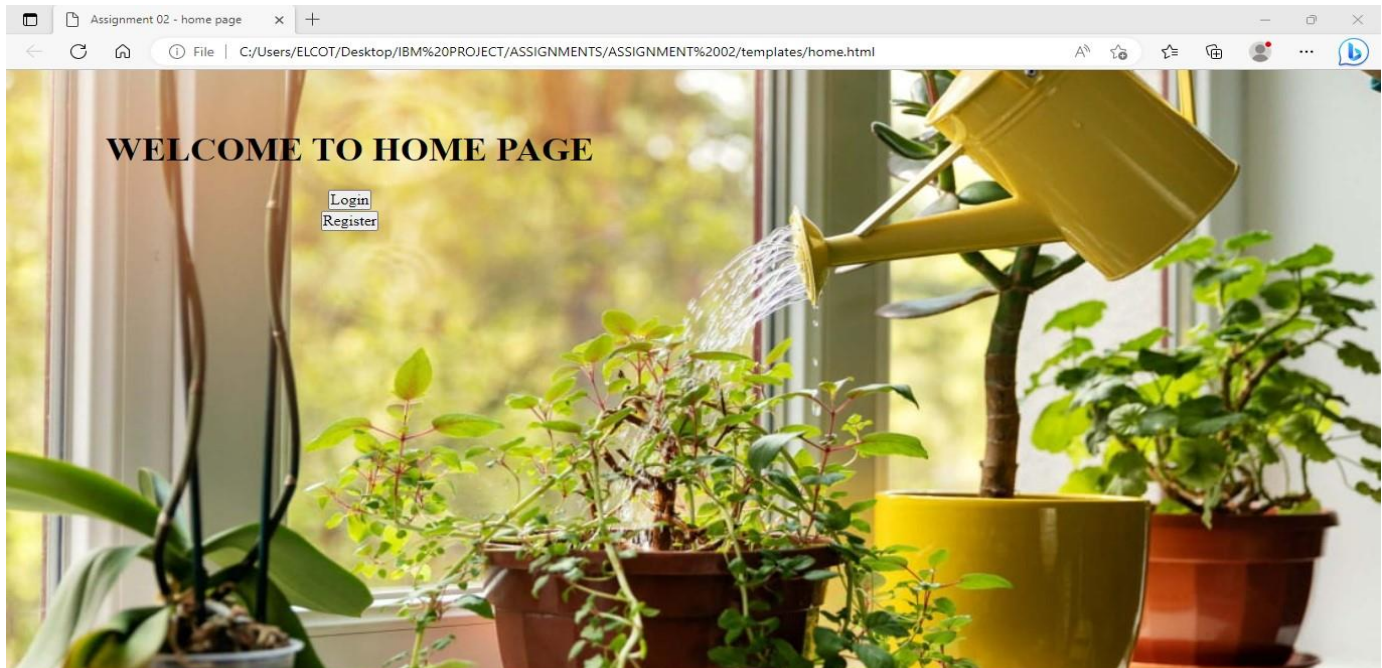 Assignment 02 - home page
File | C:/Users/ELCOT/Desktop/IBM%20PROJECT/ASSIGNMENTS/ASSIGNMENT%2002/templates/home.html
WELCOME TO HOME PAGE
Login
Register